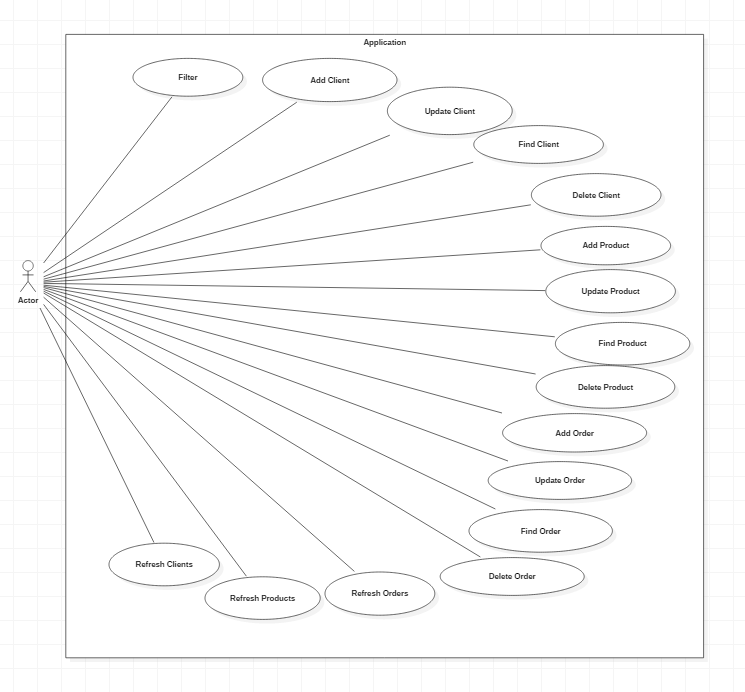 Application
Filter
Add Client
Update Client
Find Client
Delete Client
Add Product
Update Product
Actor
Find Product
Delete Product
Add Order
Update Order
Find Order
Refresh Clients
Delete Order
Refresh Products
Refresh Orders